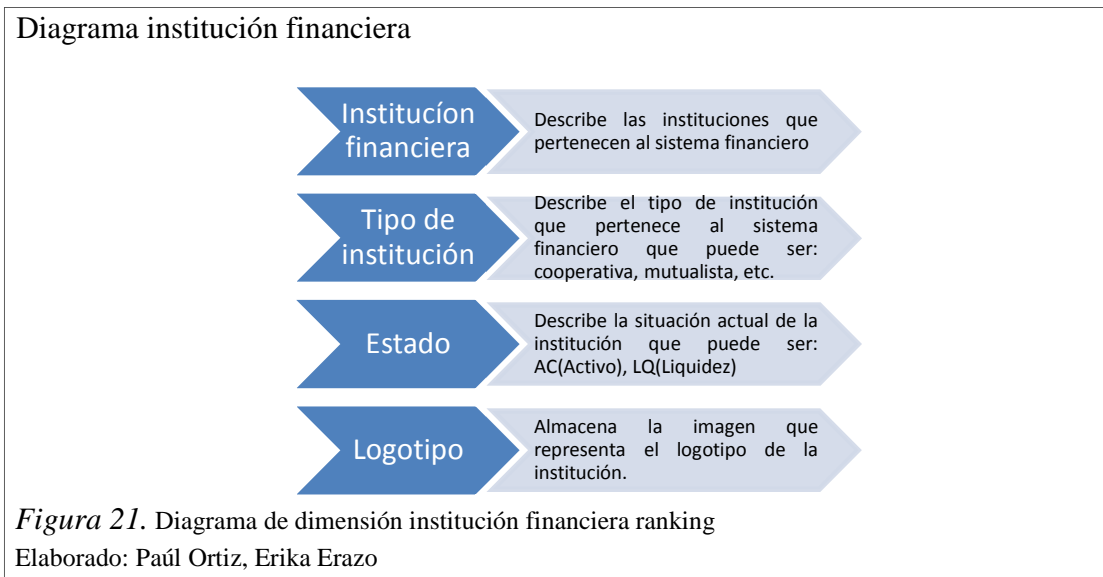 Diagrama institución financiera
Institucíon
financiera
Describe las instituciones que
pertenecen al sistema financiero
Tipo de
institución
Describe el tipo de institución
que pertenece al sistema
financiero que puede ser:
cooperativa, mutualista, etc.
Estado
Describe la situación actual de la
institución que puede ser:
AC(Activo), LQ(Liquidez)
Logotipo
Almacena la imagen que
representa el logotipo de la
institución.
Figura 21. Diagrama de dimensión institución financiera ranking
Elaborado: Paúl Ortiz, Erika Erazo